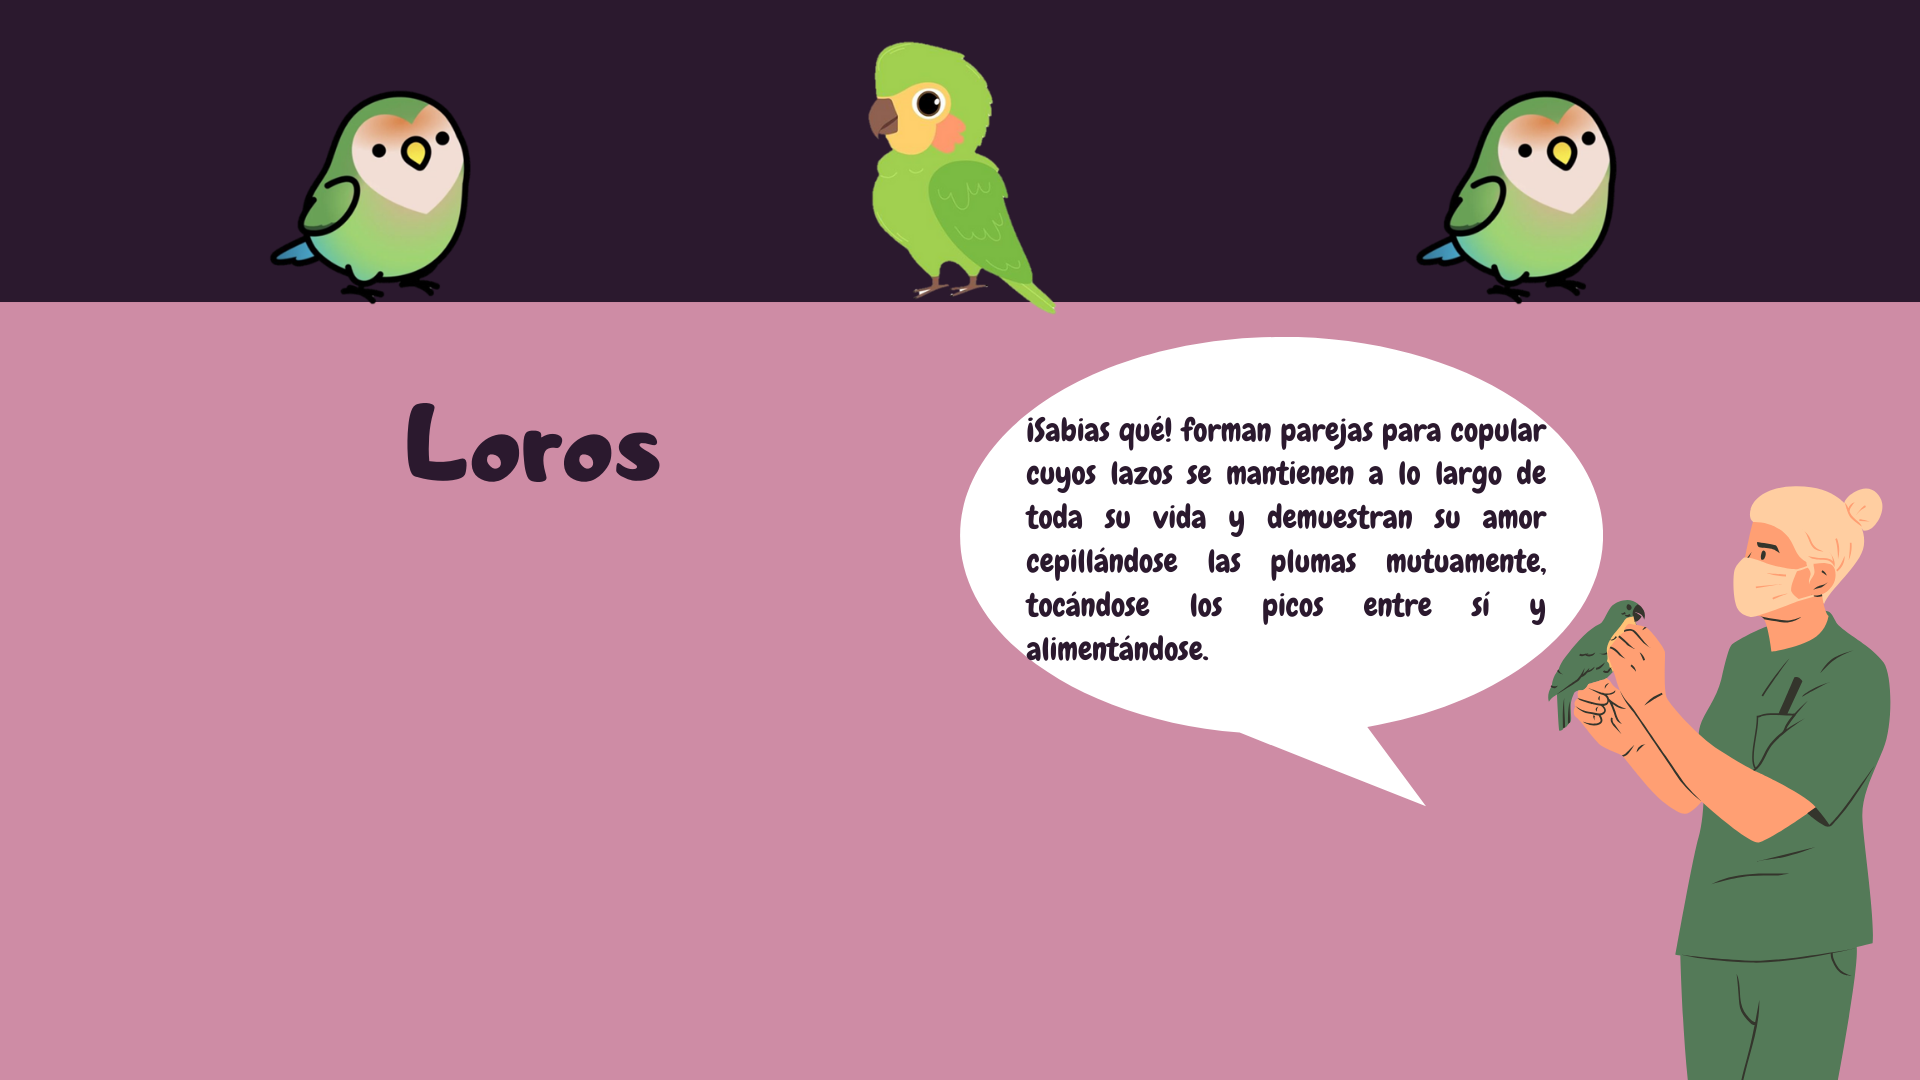 Loros
¡Sabias qué! forman parejas para copular
cuyos lazos se mantienen a lo largo de
toda su vida y demuestran su amor
cepillándose las plumas mutuamente,
tocándose los picos entre sí y
alimentándose.